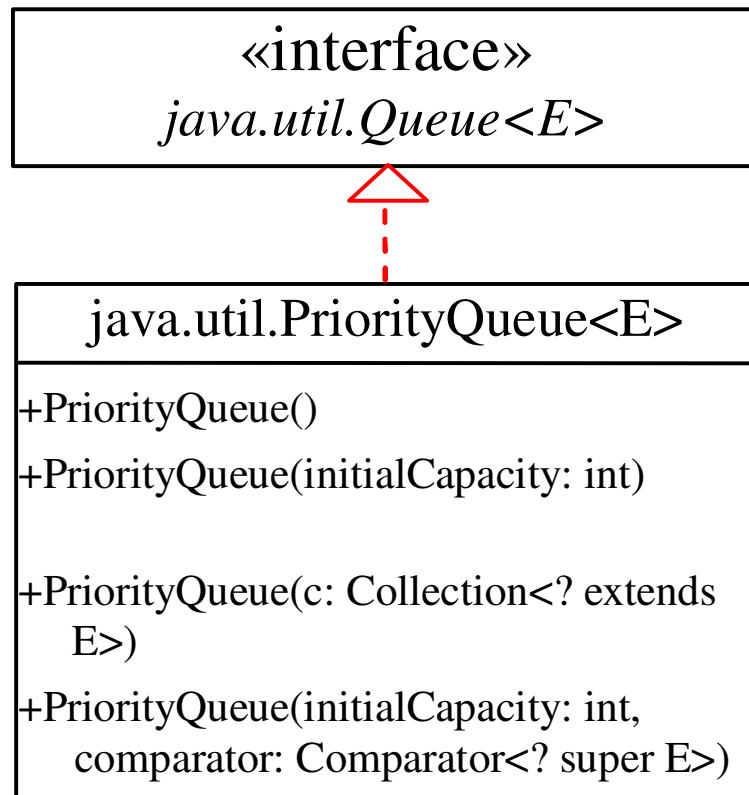 «interface»
java.util.Queue<E>
java.util.PriorityQueue<E>
+PriorityQueue()
+PriorityQueue(initialCapacity: int)
+PriorityQueue(c: Collection<? extends
E>)
+PriorityQueue(initialCapacity: int,
comparator: Comparator<? super E>)